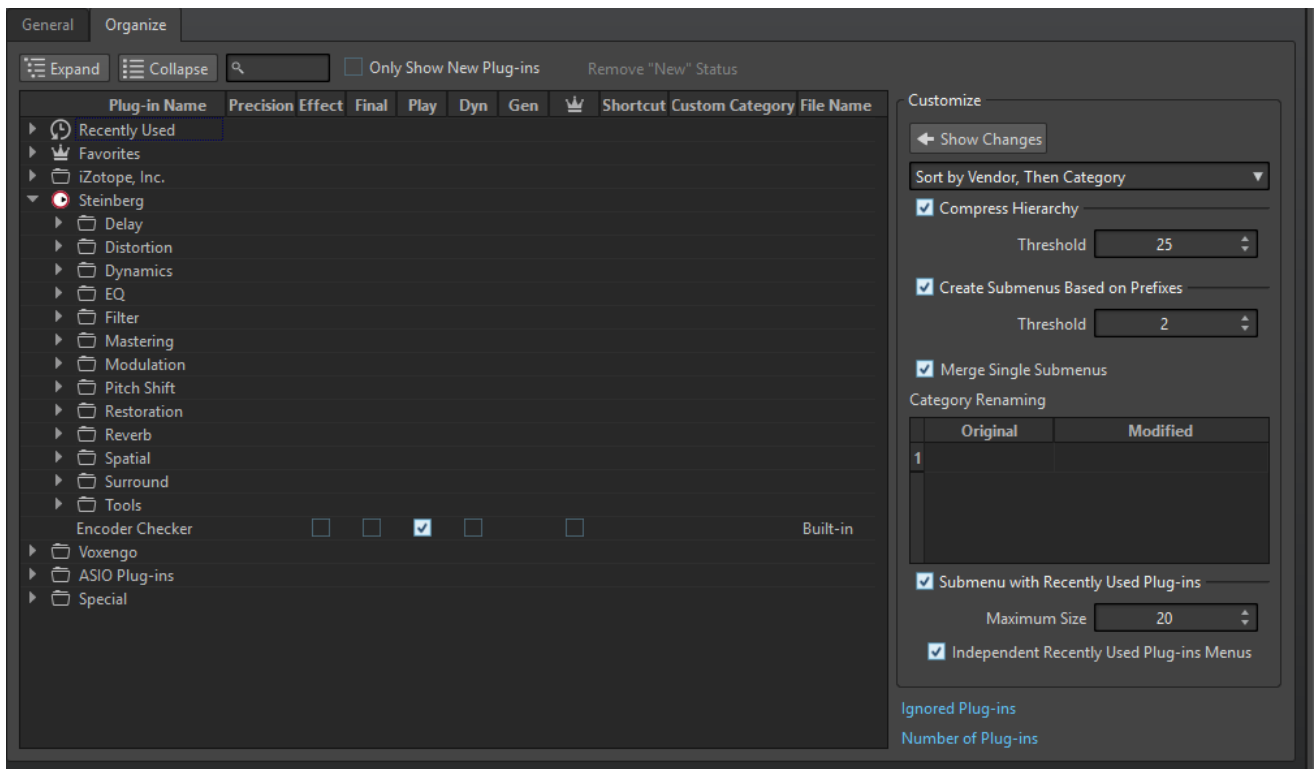 General Organize
Expand Collapse Only Show New Plug-ins Remove "New" Status
Plug-in Name Precision Effect Final Play Dyn Gen Shortcut Custom Category File Name
Recently Used
Favorites
iZotope, Inc.
Steinberg
Delay
Distortion
Dynamics
EQ
Filter
Mastering
Modulation
Pitch Shift
Restoration
Reverb
Spatial
Surround
Tools
Encoder Checker Built-in
Voxengo
ASIO Plug-ins
Special
Customize
Show Changes
Sort by Vendor, Then Category
Compress Hierarchy
Threshold 25
Create Submenus Based on Prefixes
Threshold 2
Merge Single Submenus
Category Renaming
Original Modified
1
Submenu with Recently Used Plug-ins
Maximum Size 20
Independent Recently Used Plug-ins Menus
Ignored Plug-ins
Number of Plug-ins